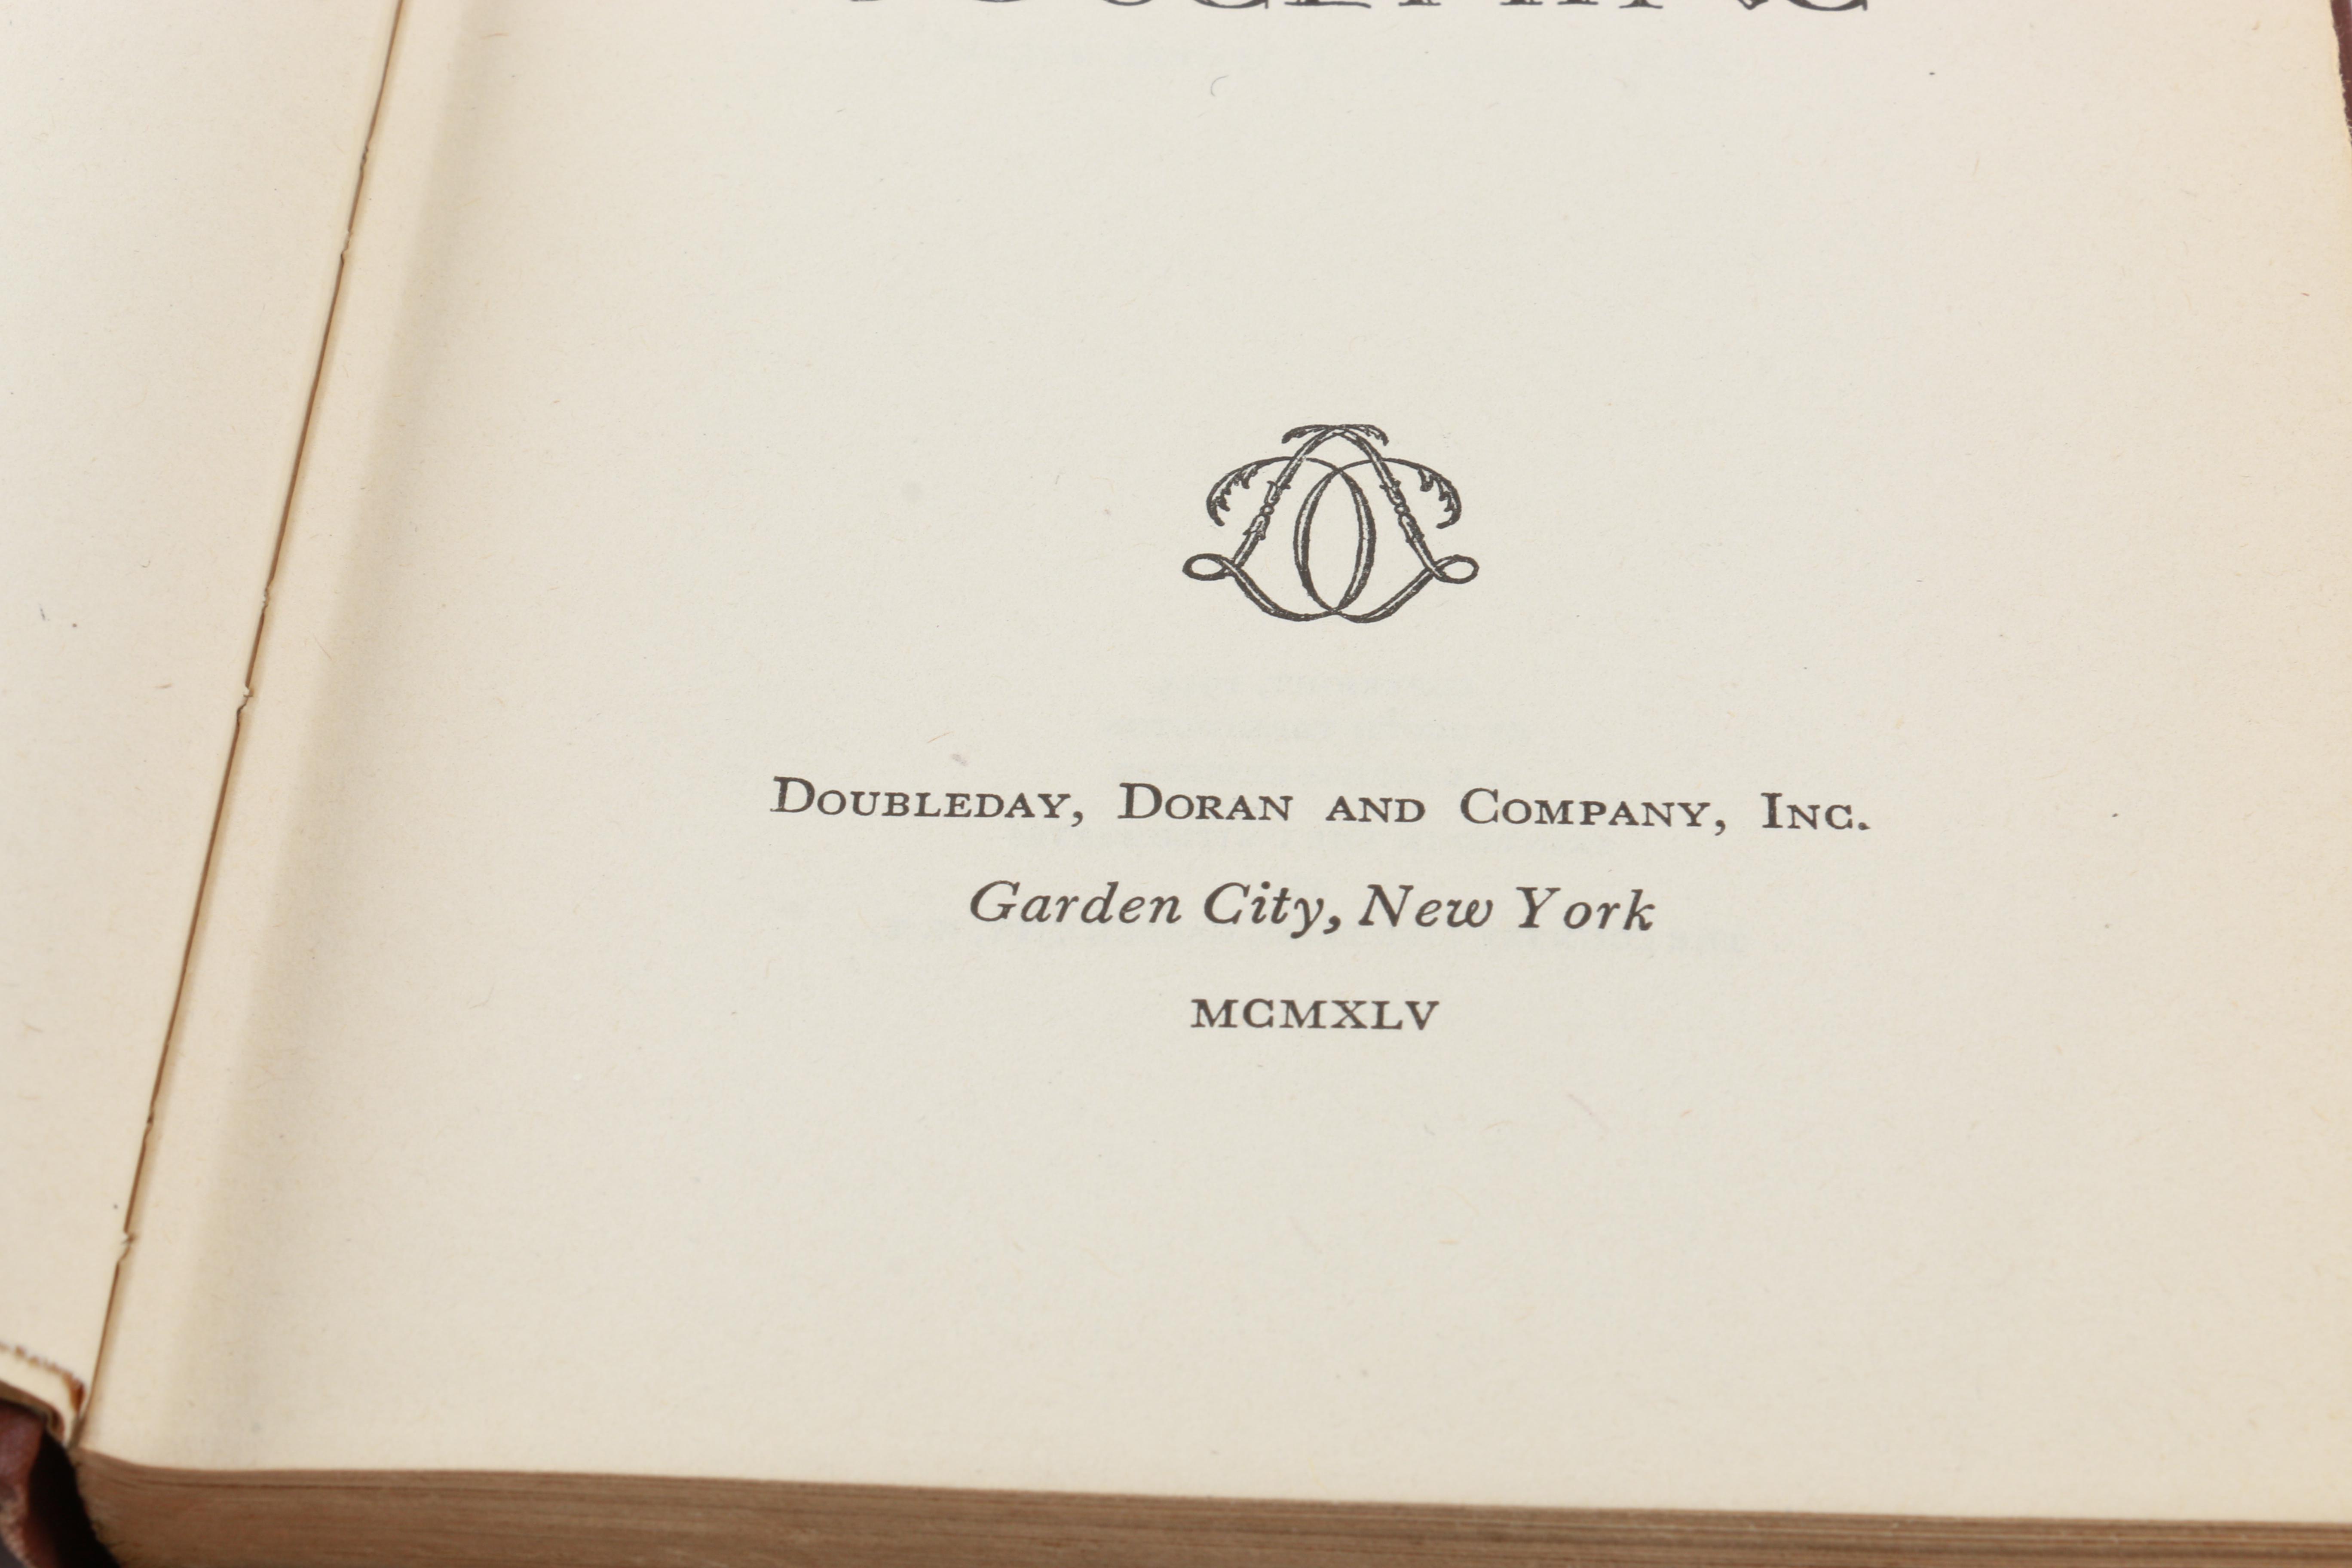 Doubleday, Doran and Company, Inc.
Garden City, New York
MCMXLV